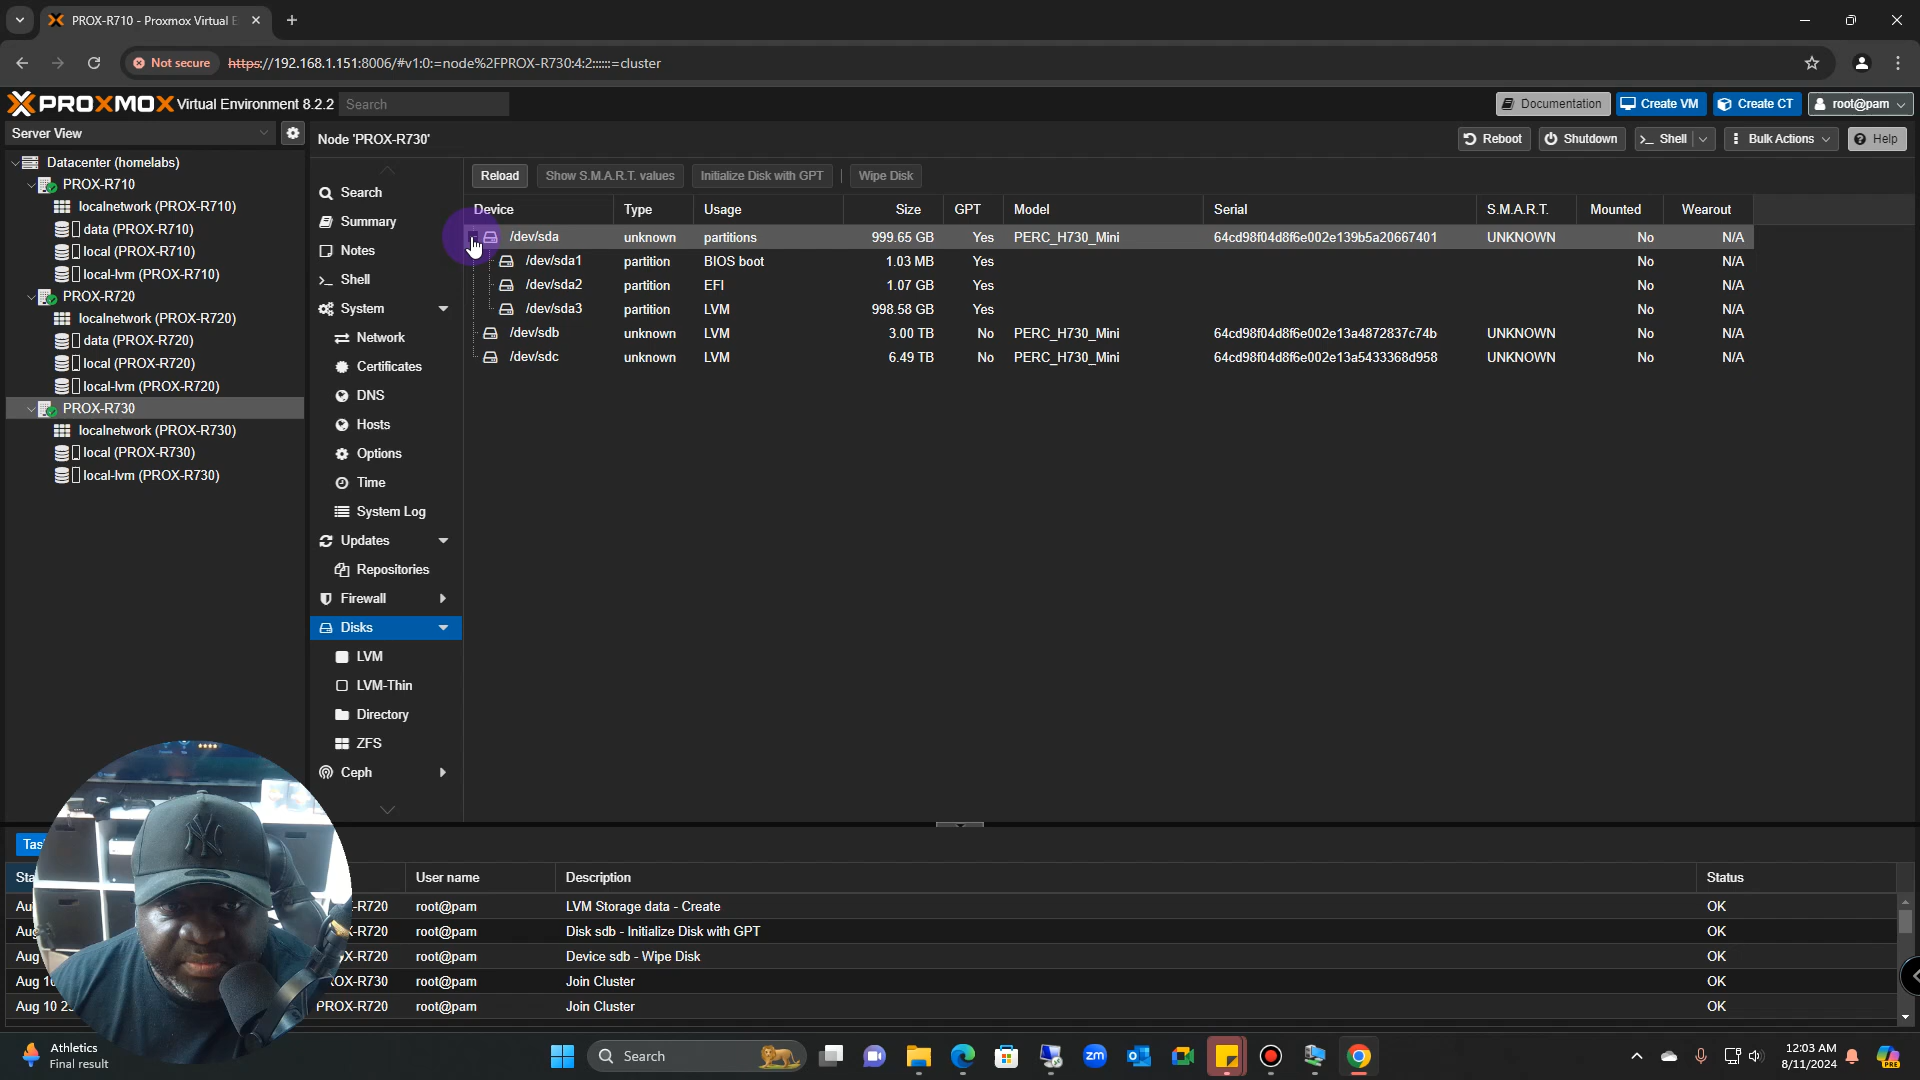 PROX-R710 - Proxmox Virtual E
Not secure
https://192.168.1.151:8006/#v1:0:=node%2FPROX-R730:4:2::::::=cluster
PROXMOX Virtual Environment 8.2.2
Search
Documentation
Create VM
Create CT
root@pam
Server View
Node 'PROX-R730'
Reboot
Shutdown
Shell
Bulk Actions
Help
Datacenter (homelabs)
PROX-R710
localnetwork (PROX-R710)
data (PROX-R710)
local (PROX-R710)
local-lvm (PROX-R710)
PROX-R720
localnetwork (PROX-R720)
data (PROX-R720)
local (PROX-R720)
local-lvm (PROX-R720)
PROX-R730
localnetwork (PROX-R730)
local (PROX-R730)
local-lvm (PROX-R730)
Search
Summary
Notes
Shell
System
Network
Certificates
DNS
Hosts
Options
Time
System Log
Updates
Repositories
Firewall
Disks
LVM
LVM-Thin
Directory
ZFS
Ceph
Reload Show S.M.A.R.T. values Initialize Disk with GPT Wipe Disk
Device Type Usage Size GPT Model Serial S.M.A.R.T. Mounted Wearout
/dev/sda unknown partitions 999.65 GB Yes PERC_H730_Mini 64cd98f04d8f6e002e139b5a20667401 UNKNOWN No N/A
/dev/sda1 partition BIOS boot 1.03 MB Yes No N/A
/dev/sda2 partition EFI 1.07 GB Yes No N/A
/dev/sda3 partition LVM 998.58 GB Yes No N/A
/dev/sdb unknown LVM 3.00 TB No PERC_H730_Mini 64cd98f04d8f6e002e13a4872837c74b UNKNOWN No N/A
/dev/sdc unknown LVM 6.49 TB No PERC_H730_Mini 64cd98f04d8f6e002e13a5433368d958 UNKNOWN No N/A
User name Description Status
root@pam LVM Storage data - Create OK
root@pam Disk sdb - Initialize Disk with GPT OK
root@pam Device sdb - Wipe Disk OK
Aug root@pam Join Cluster OK
Aug 10 PROX-R720 root@pam Join Cluster OK
Athletics
Final result
Search
zm
12:03 AM
8/11/2024
PRE